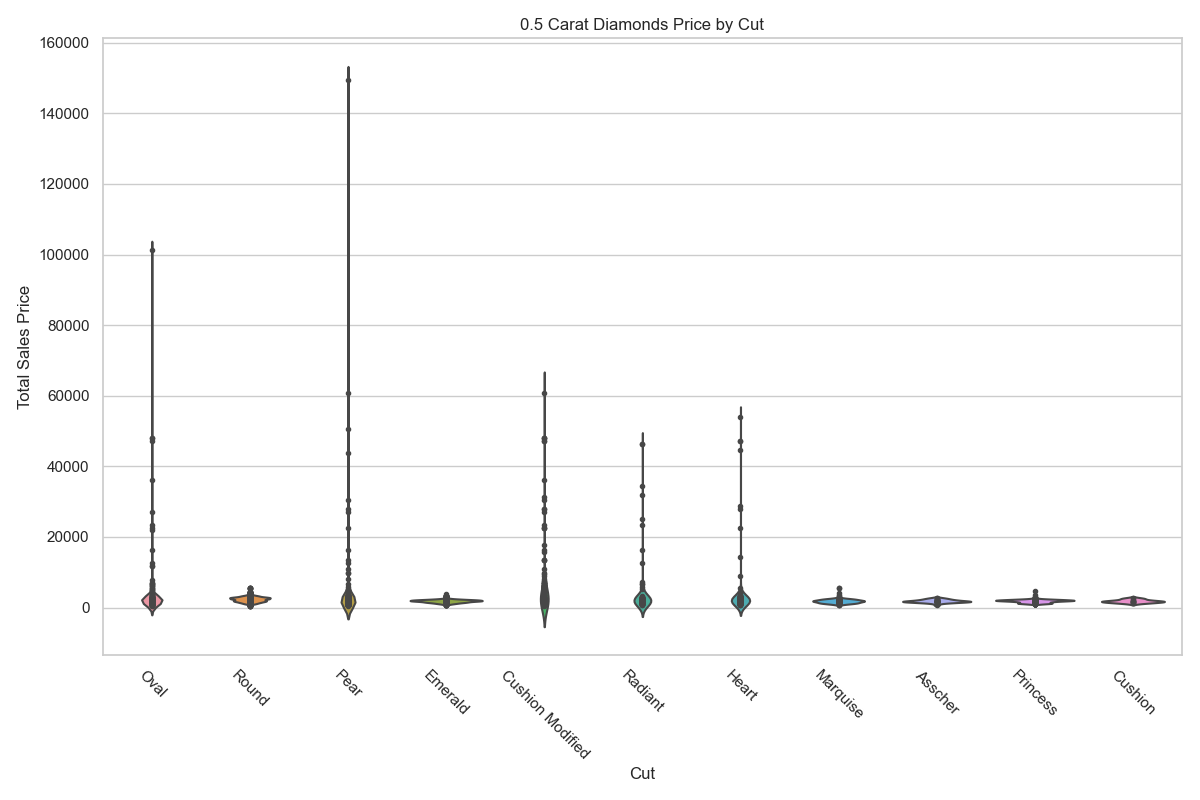 0.5 Carat Diamonds Price by Cut
160000
140000
120000
100000
80000
60000
40000
20000
0
Total Sales Price
Oval
Round
Pear
Emerald
Cushion Modified
Radiant
Heart
Marquise
Asscher
Princess
Cushion
Cut